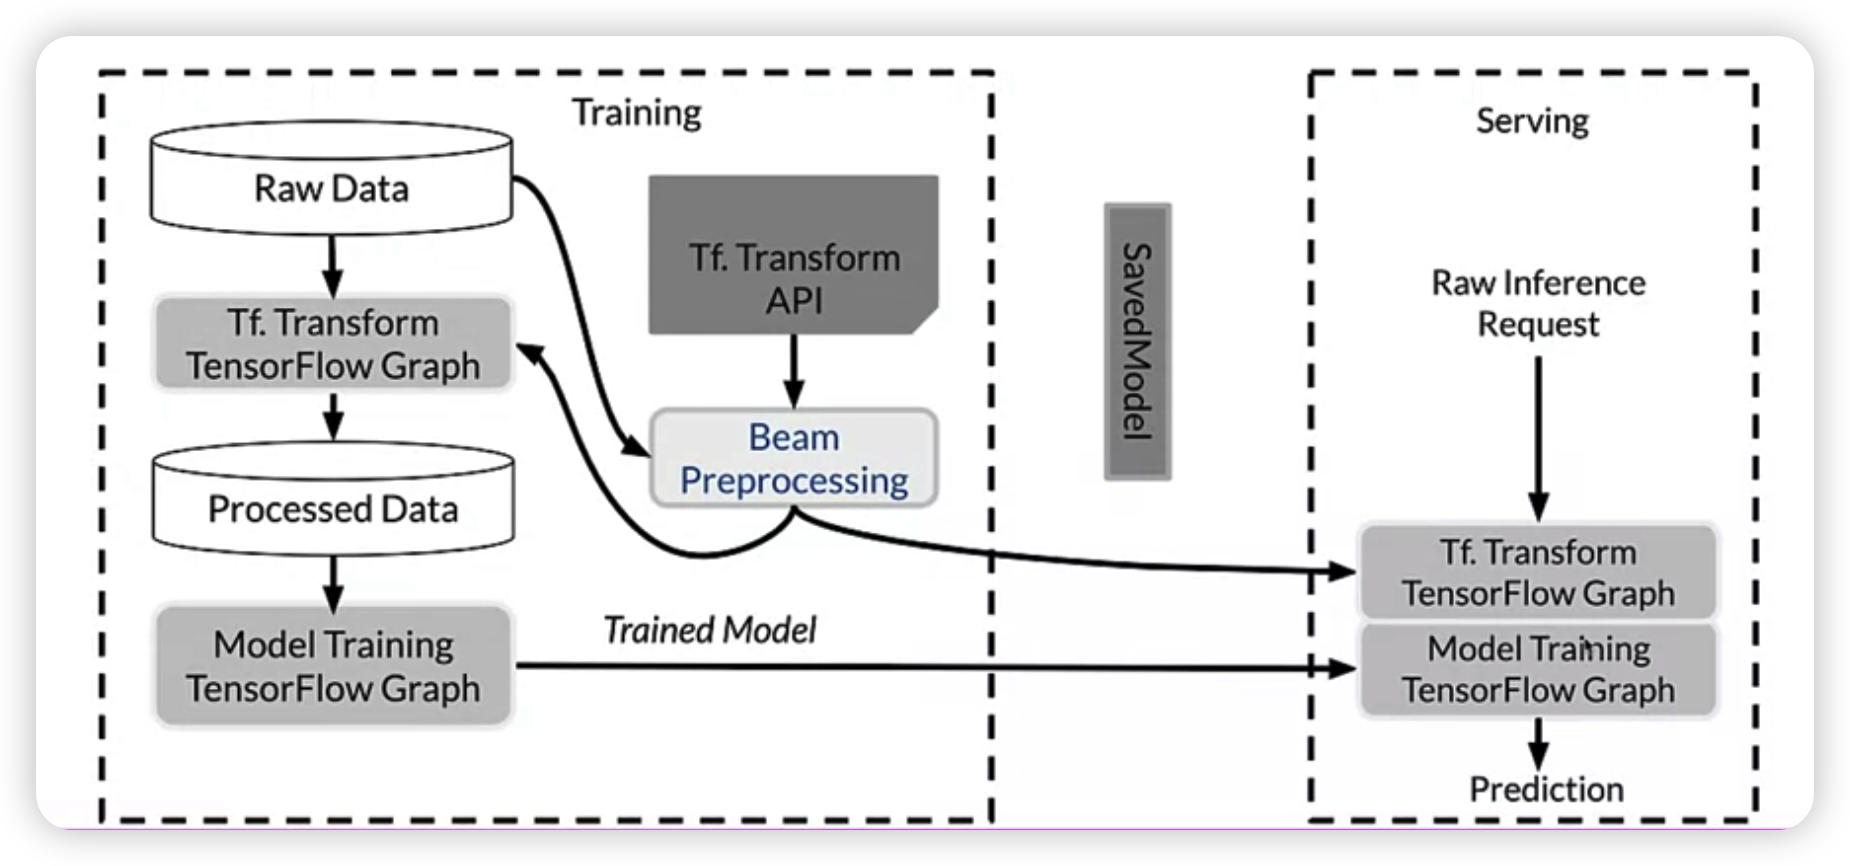 Training
Raw Data
Tf. Transform
API
Tf. Transform
TensorFlow Graph
Beam
Preprocessing
Processed Data
Trained Model
Model Training
TensorFlow Graph
SavedModel
Serving
Raw Inference
Request
Tf. Transform
TensorFlow Graph
Model Training
TensorFlow Graph
Prediction